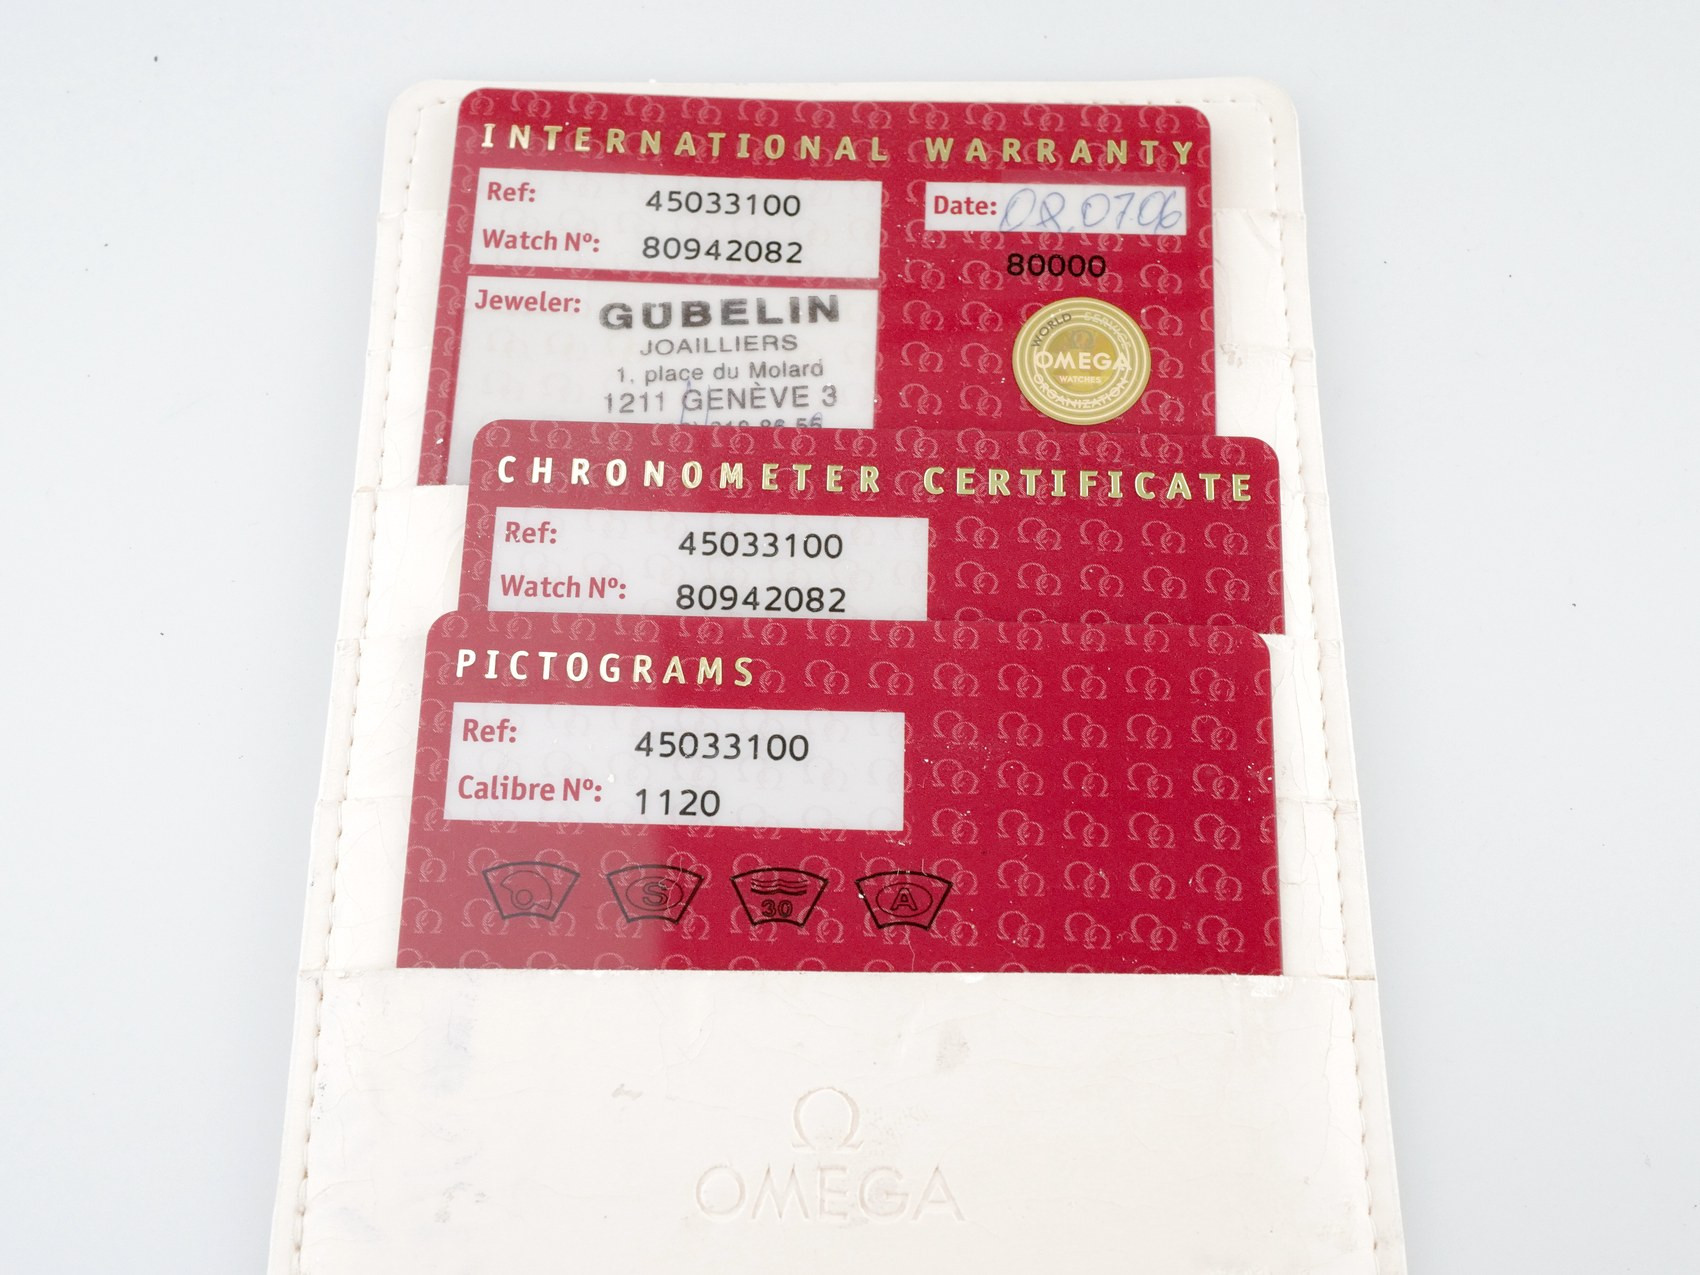 INTERNATIONAL WARRANTY
Ref: 45033100
Watch Nº: 80942082
Date: 08.07.06
80000
Jeweler: GÜBELIN
JOAILLIERS
1, place du Molard
1211 GENÈVE 3
WORLD SERVICE
OMEGA
WATCHES
ORGANIZATION
CHRONOMETER CERTIFICATE
Ref: 45033100
Watch Nº: 80942082
PICTOGRAMS
Ref: 45033100
Calibre Nº: 1120
S
30
A
Ω
OMEGA